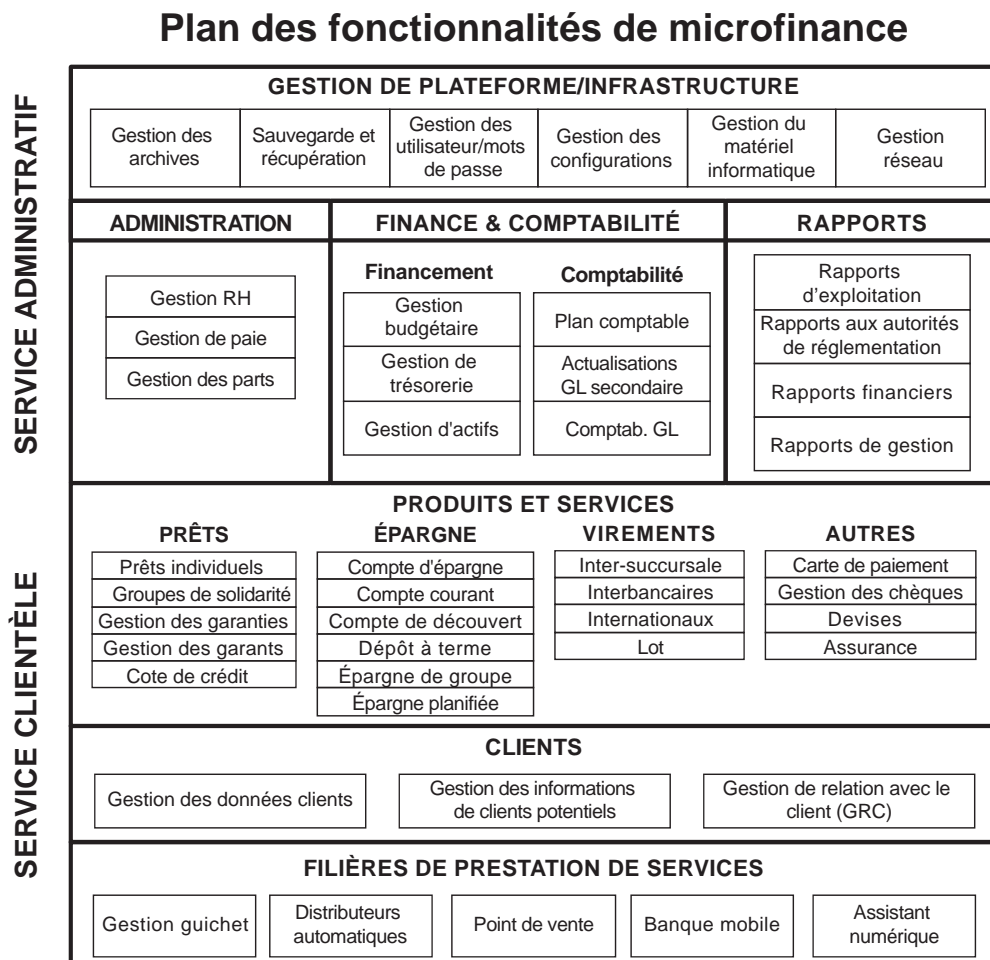 Plan des fonctionnalités de microfinance
SERVICE ADMINISTRATIF
GESTION DE PLATEFORME/INFRASTRUCTURE
Gestion des
archives
Sauvegarde et
récupération
Gestion des
utilisateur/mots
de passe
Gestion des
configurations
Gestion du
matériel
informatique
Gestion
réseau
ADMINISTRATION
Gestion RH
Gestion de paie
Gestion des parts
FINANCE & COMPTABILITÉ
Financement
Gestion
budgétaire
Gestion de
trésorerie
Gestion d'actifs
Comptabilité
Plan comptable
Actualisations
GL secondaire
Comptab. GL
RAPPORTS
Rapports
d'exploitation
Rapports aux autorités
de réglementation
Rapports financiers
Rapports de gestion
SERVICE CLIENTÈLE
PRODUITS ET SERVICES
PRÊTS
Prêts individuels
Groupes de solidarité
Gestion des garanties
Gestion des garants
Cote de crédit
ÉPARGNE
Compte d'épargne
Compte courant
Compte de découvert
Dépôt à terme
Épargne de groupe
Épargne planifiée
VIREMENTS
Inter-succursale
Interbancaires
Internationaux
Lot
AUTRES
Carte de paiement
Gestion des chèques
Devises
Assurance
CLIENTS
Gestion des données clients
Gestion des informations
de clients potentiels
Gestion de relation avec le
client (GRC)
FILIÈRES DE PRESTATION DE SERVICES
Gestion guichet
Distributeurs
automatiques
Point de vente
Banque mobile
Assistant
numérique